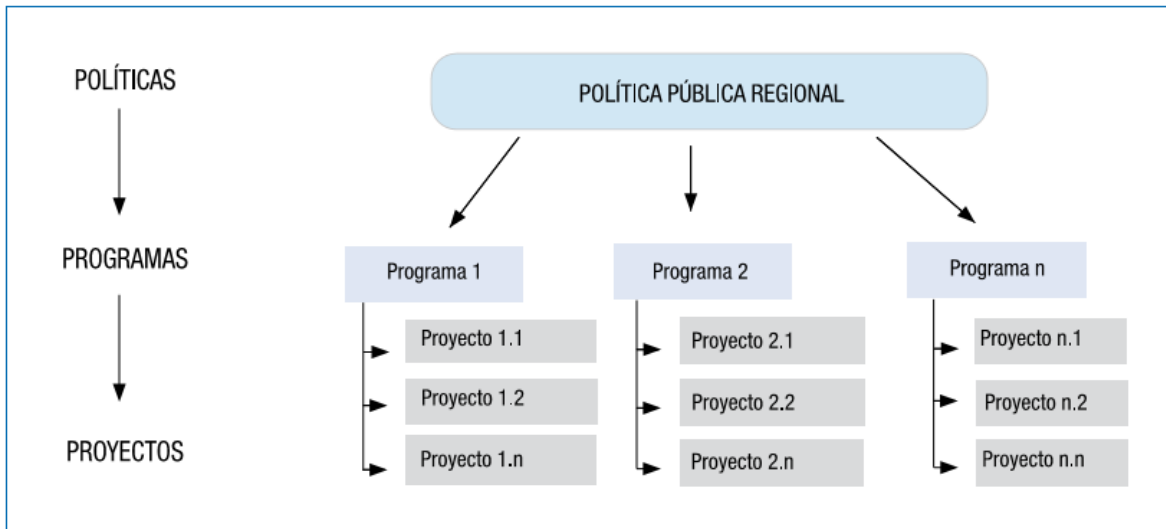 POLÍTICAS
POLÍTICA PÚBLICA REGIONAL
PROGRAMAS
Programa 1
Programa 2
Programa n
Proyecto 1.1
Proyecto 2.1
Proyecto n.1
Proyecto 1.2
Proyecto 2.2
Proyecto n.2
PROYECTOS
Proyecto 1.n
Proyecto 2.n
Proyecto n.n